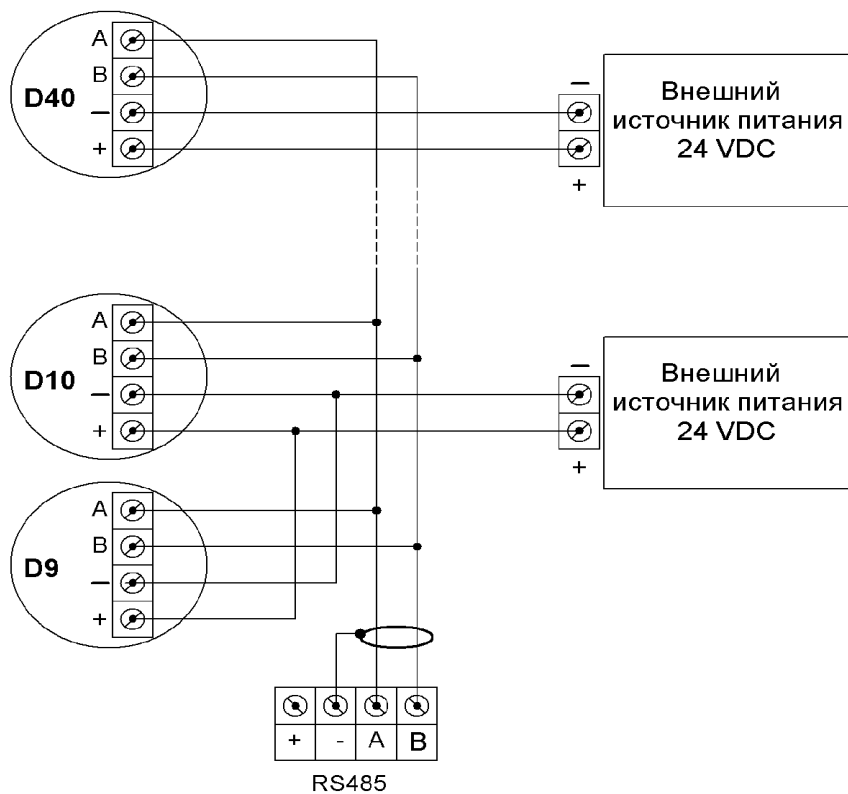 A
B
D40
–
+
–
+
Внешний
источник питания
24 VDC
A
B
D10
–
+
–
+
Внешний
источник питания
24 VDC
A
B
D9
–
+
+ - A B
RS485